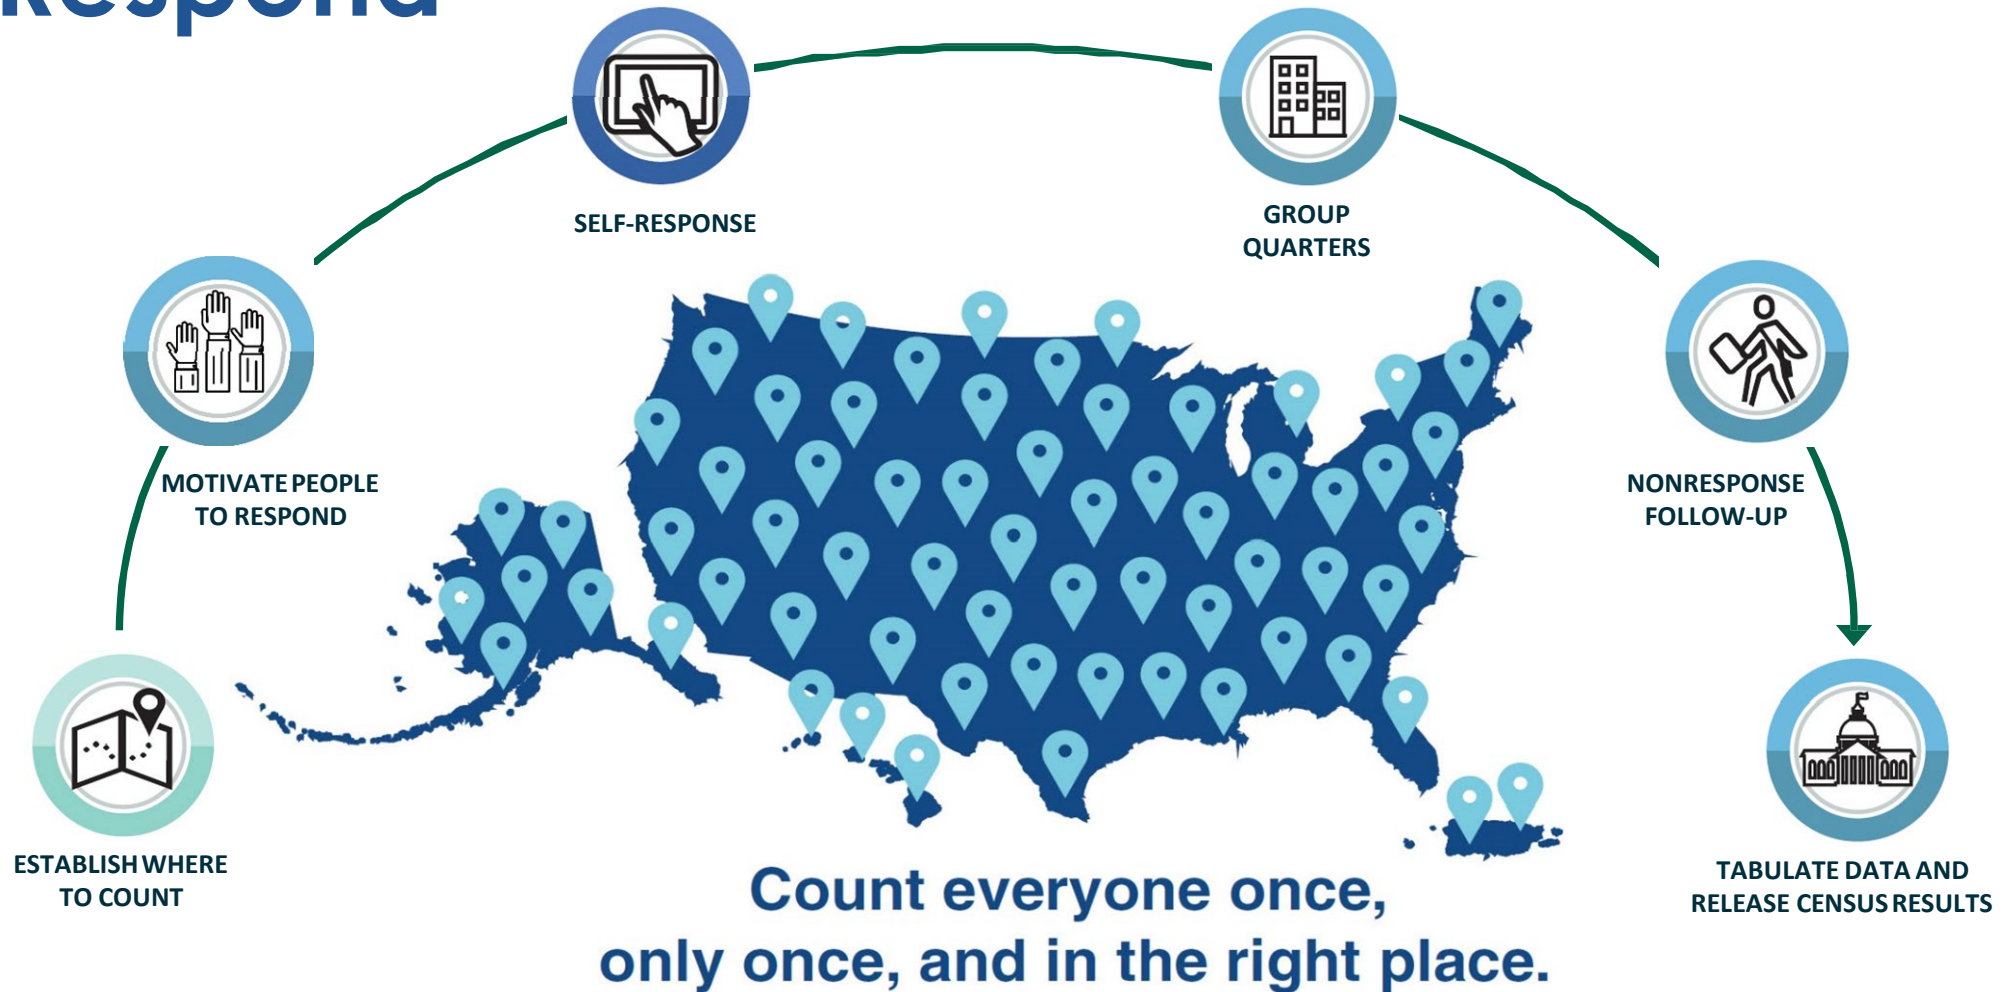 Respond
SELF-RESPONSE
GROUP
QUARTERS
MOTIVATE PEOPLE
TO RESPOND
NONRESPONSE
FOLLOW-UP
ESTABLISH WHERE
TO COUNT
TABULATE DATA AND
RELEASE CENSUS RESULTS
Count everyone once,
only once, and in the right place.